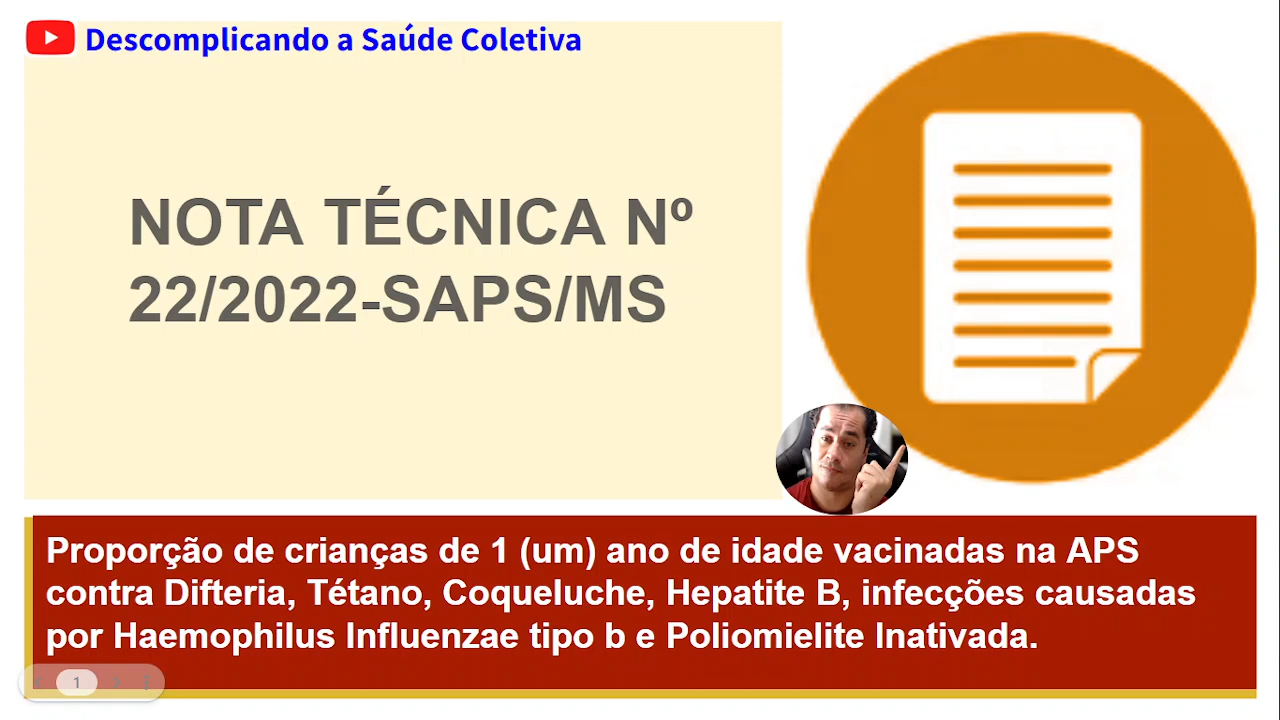 Descomplicando a Saúde Coletiva
NOTA TÉCNICA Nº
22/2022-SAPS/MS
Proporção de crianças de 1 (um) ano de idade vacinadas na APS
contra Difteria, Tétano, Coqueluche, Hepatite B, infecções causadas
por Haemophilus Influenzae tipo b e Poliomielite Inativada.
1